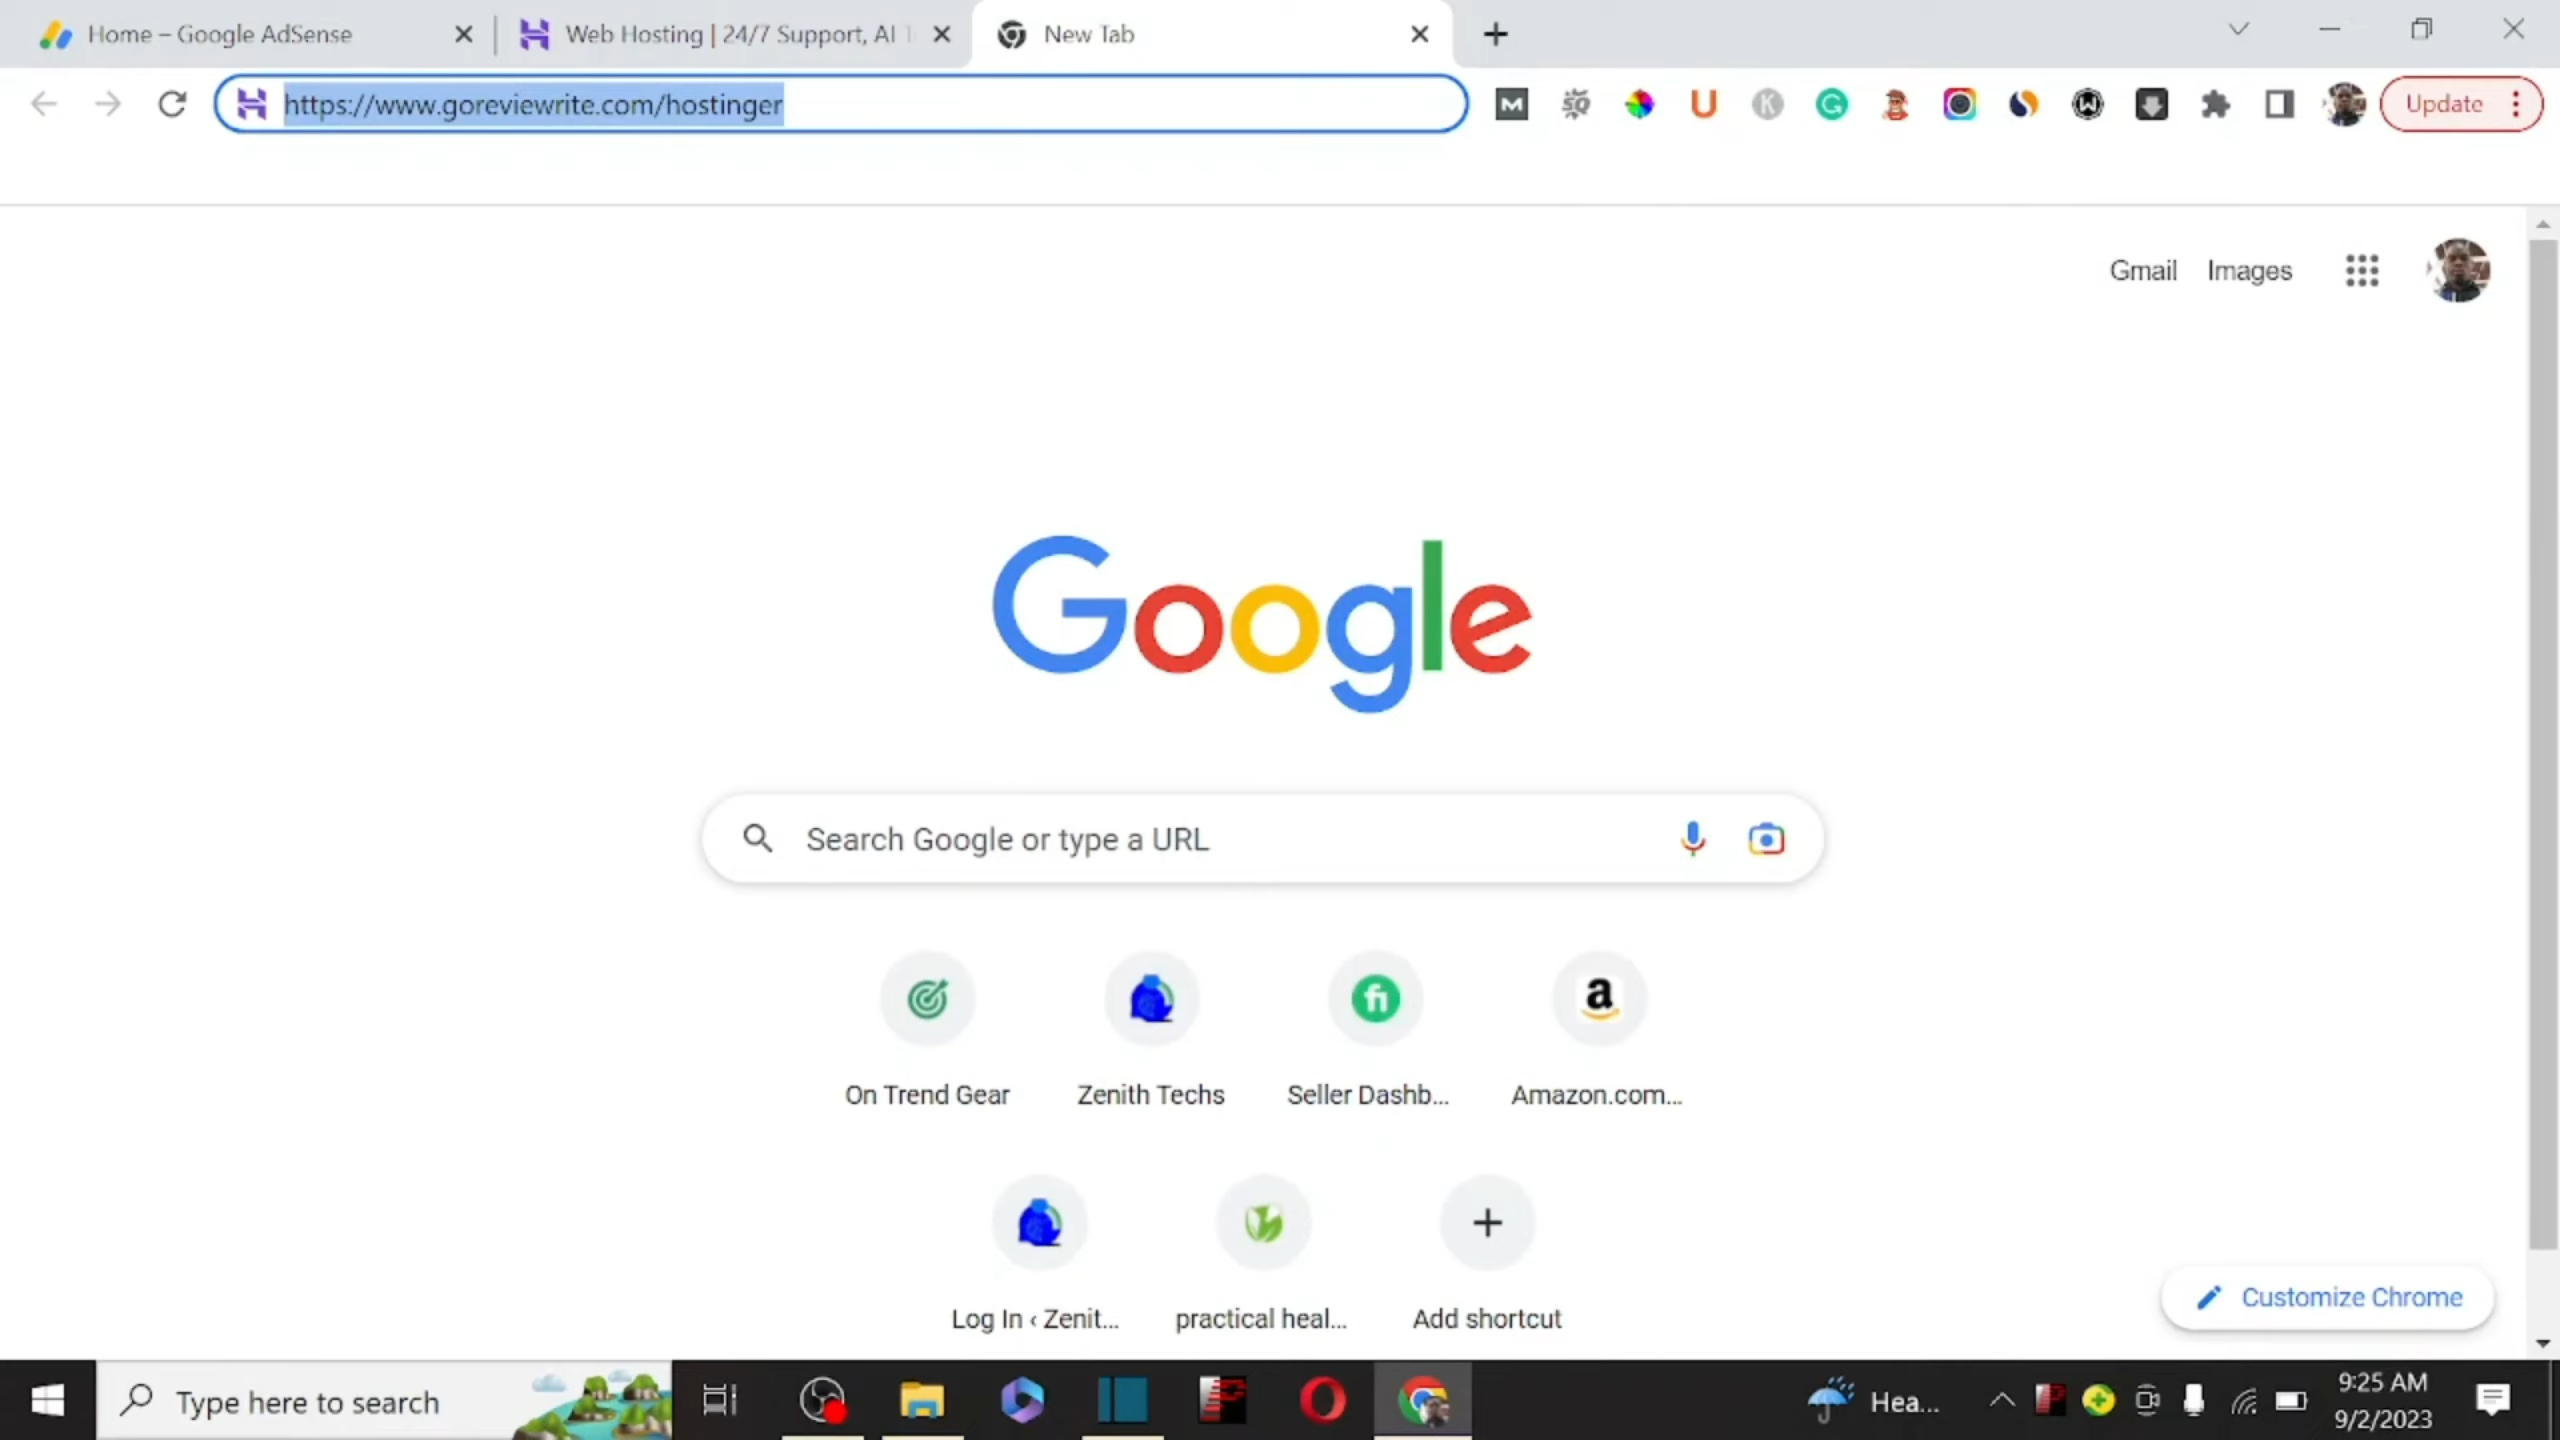 Home – Google AdSense
Web Hosting | 24/7 Support, AI
New Tab
https://www.goreviewrite.com/hostinger
Update
Gmail
Images
Google
Search Google or type a URL
On Trend Gear
Zenith Techs
Seller Dashb...
Amazon.com...
Log In ‹ Zenit...
practical heal...
Add shortcut
Customize Chrome
Type here to search
Hea...
9:25 AM
9/2/2023